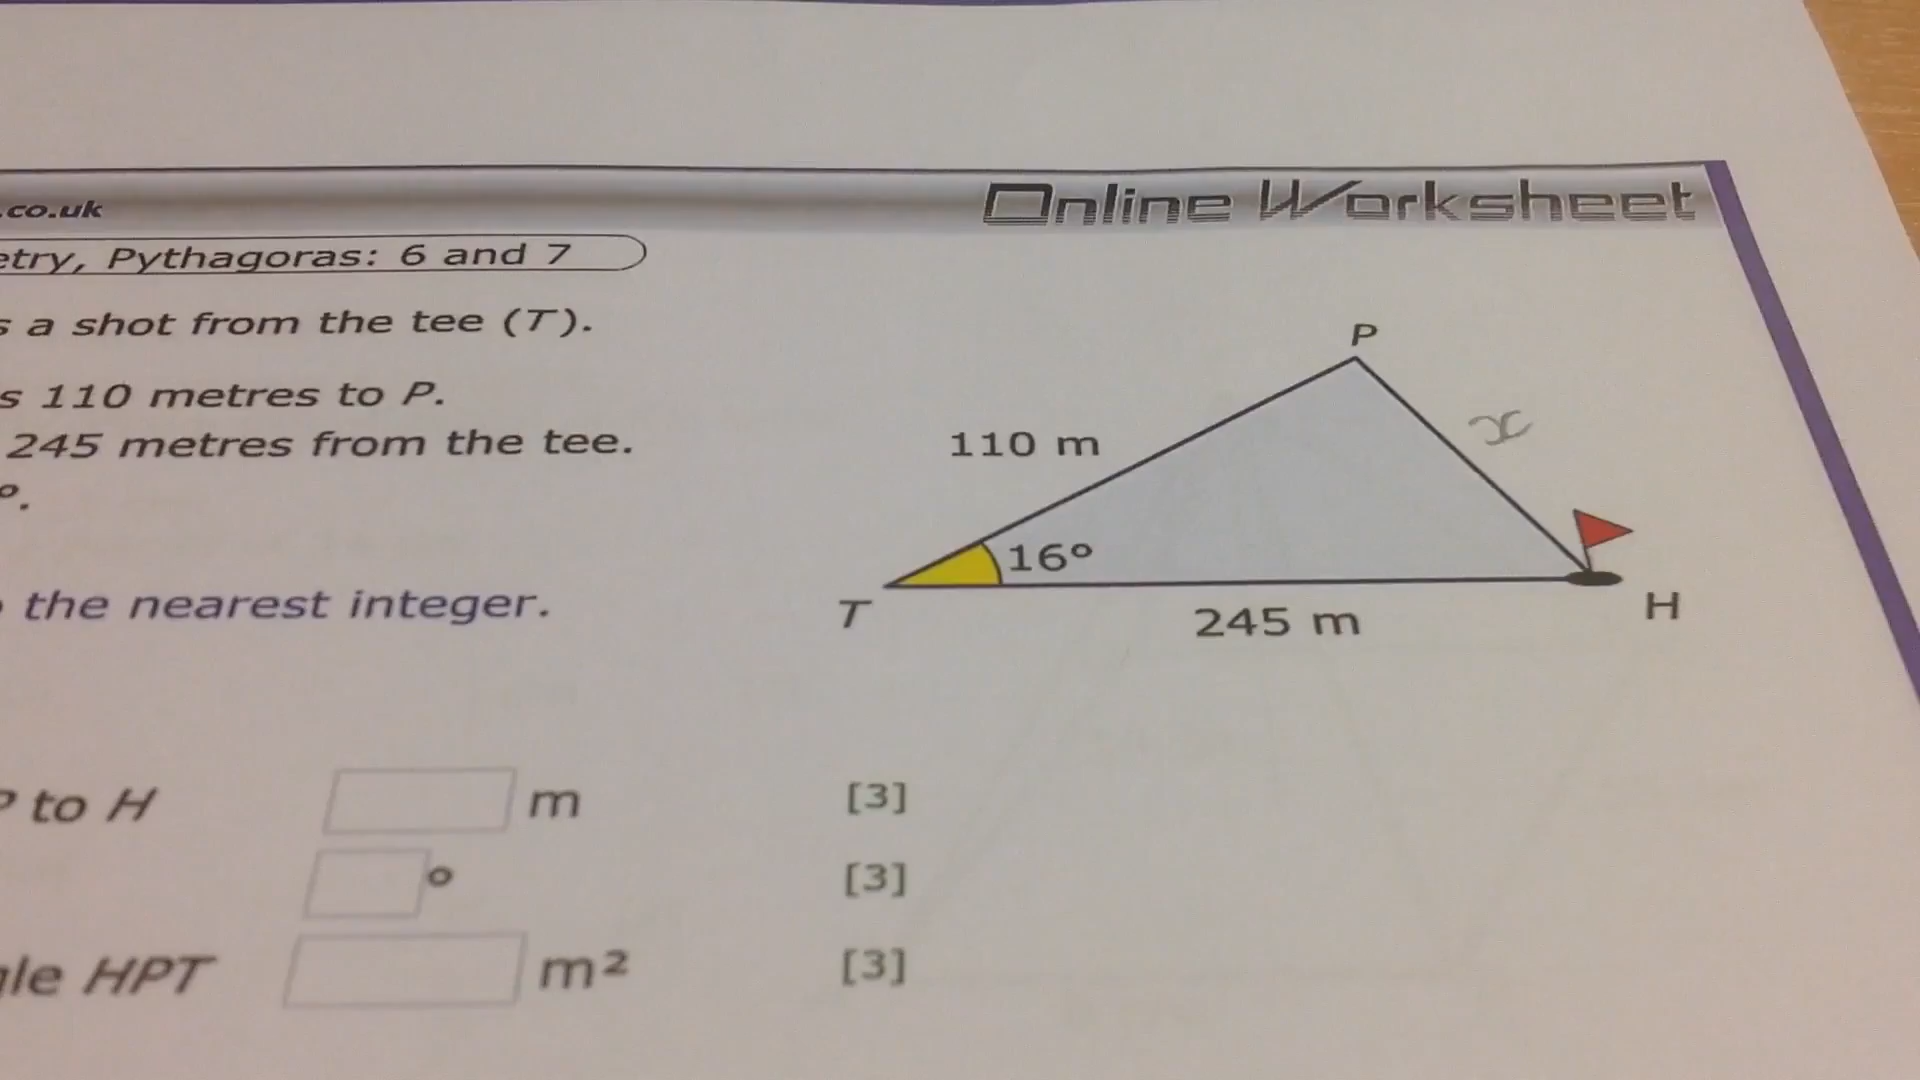 .co.uk
Online Worksheet
etry, Pythagoras: 6 and 7
s a shot from the tee (T).
s 110 metres to P.
245 metres from the tee.
°.
the nearest integer.
P
x
110 m
16°
T
245 m
H
P to H m [3]
° [3]
gle HPT m² [3]